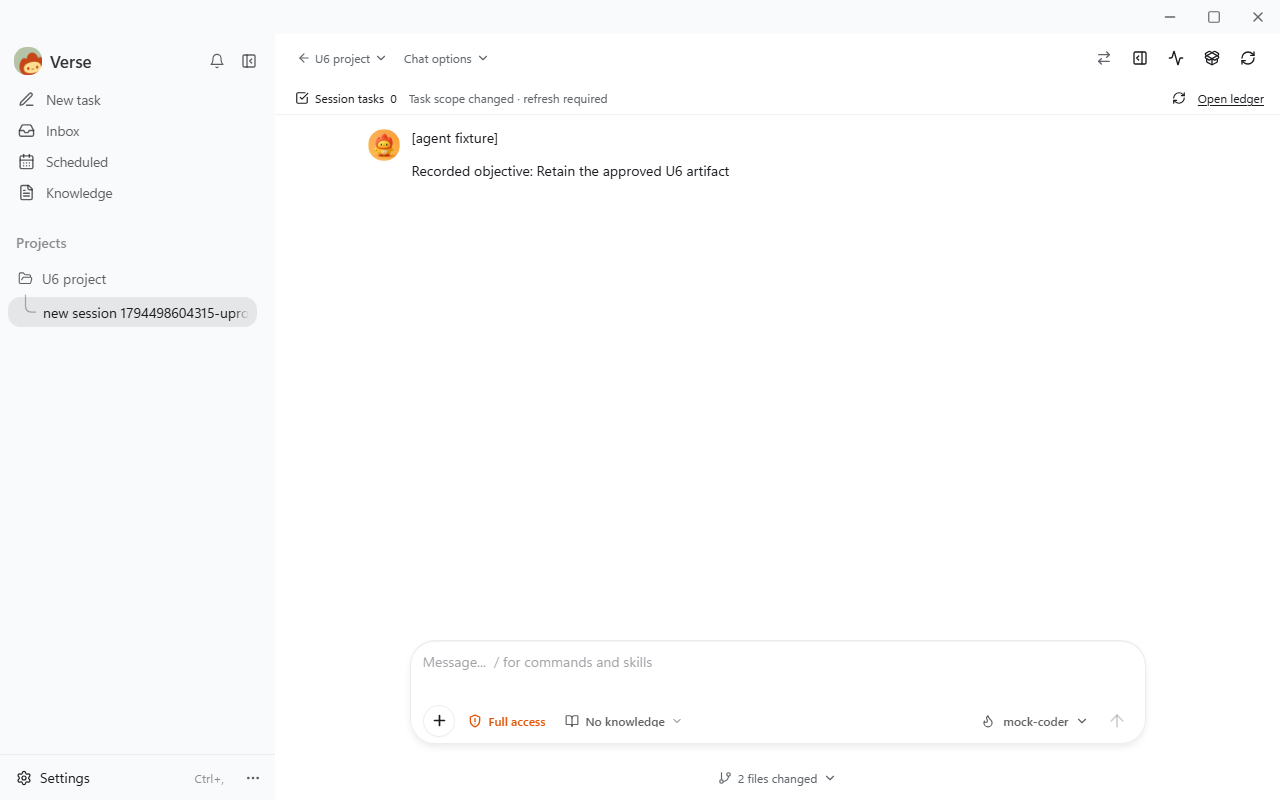 Verse
New task
Inbox
Scheduled
Knowledge
Projects
U6 project
new session 1794498604315-upro
Settings
Ctrl+,
U6 project
Chat options
Session tasks 0
Task scope changed · refresh required
Open ledger
[agent fixture]
Recorded objective: Retain the approved U6 artifact
Message... / for commands and skills
Full access
No knowledge
mock-coder
2 files changed